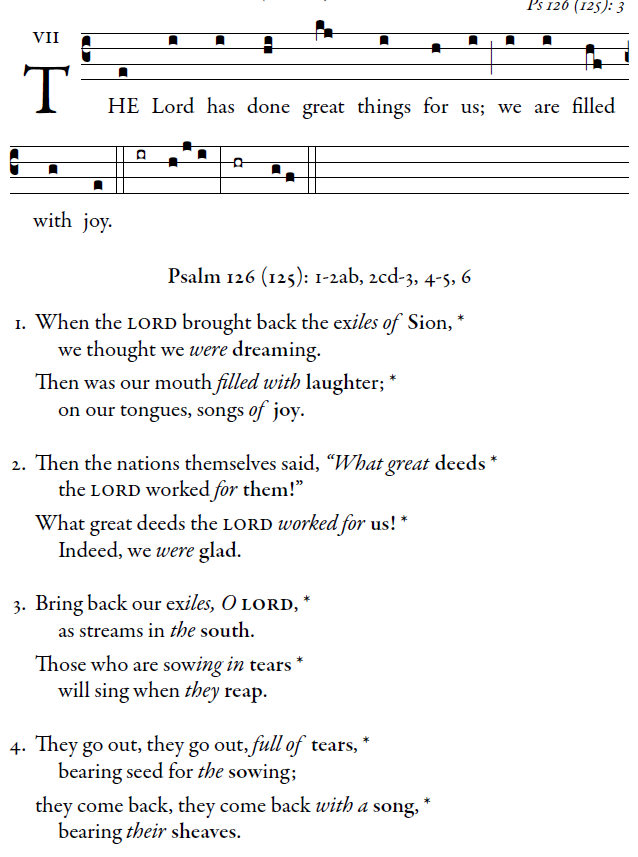 Ps 126 (125): 3
VII
THE Lord has done great things for us; we are filled
with joy.
Psalm 126 (125): 1-2ab, 2cd-3, 4-5, 6
1. When the LORD brought back the exiles of Sion, *
we thought we were dreaming.
Then was our mouth filled with laughter; *
on our tongues, songs of joy.
2. Then the nations themselves said, “What great deeds *
the LORD worked for them!”
What great deeds the LORD worked for us! *
Indeed, we were glad.
3. Bring back our exiles, O LORD, *
as streams in the south.
Those who are sowing in tears *
will sing when they reap.
4. They go out, they go out, full of tears, *
bearing seed for the sowing;
they come back, they come back with a song, *
bearing their sheaves.